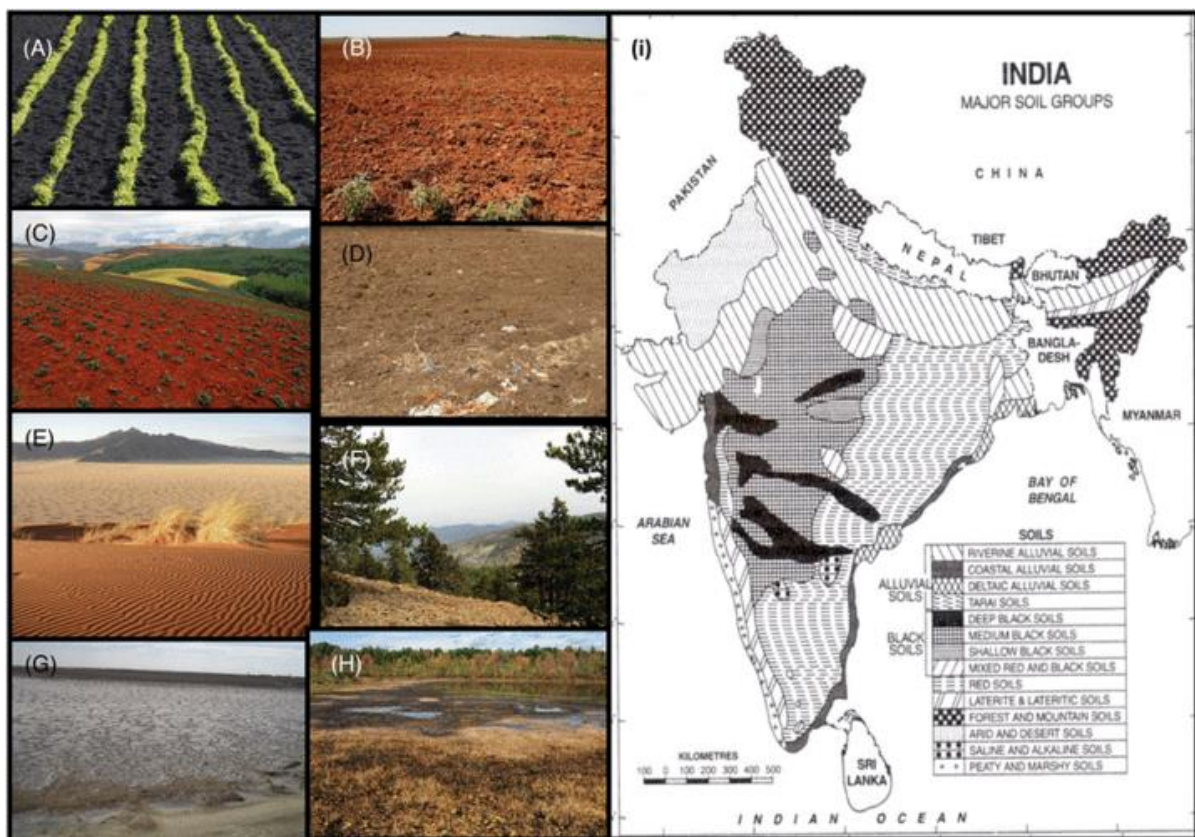 (A)
(B)
(C)
(D)
(E)
(F)
(G)
(H)
(i)
INDIA
MAJOR SOIL GROUPS
CHINA
PAKISTAN
TIBET
NEPAL
BHUTAN
BANGLA-
DESH
MYANMAR
BAY OF
BENGAL
ARABIAN
SEA
SOILS
RIVERINE ALLUVIAL SOILS
COASTAL ALLUVIAL SOILS
DELTAIC ALLUVIAL SOILS
TARAI SOILS
DEEP BLACK SOILS
MEDIUM BLACK SOILS
SHALLOW BLACK SOILS
MIXED RED AND BLACK SOILS
RED SOILS
LATERITE & LATERITIC SOILS
FOREST AND MOUNTAIN SOILS
ARID AND DESERT SOILS
SALINE AND ALKALINE SOILS
PEATY AND MARSHY SOILS
ALLUVIAL
SOILS
BLACK
SOILS
KILOMETRES
100 0 100 200 300 400 500
SRI
LANKA
INDIAN OCEAN